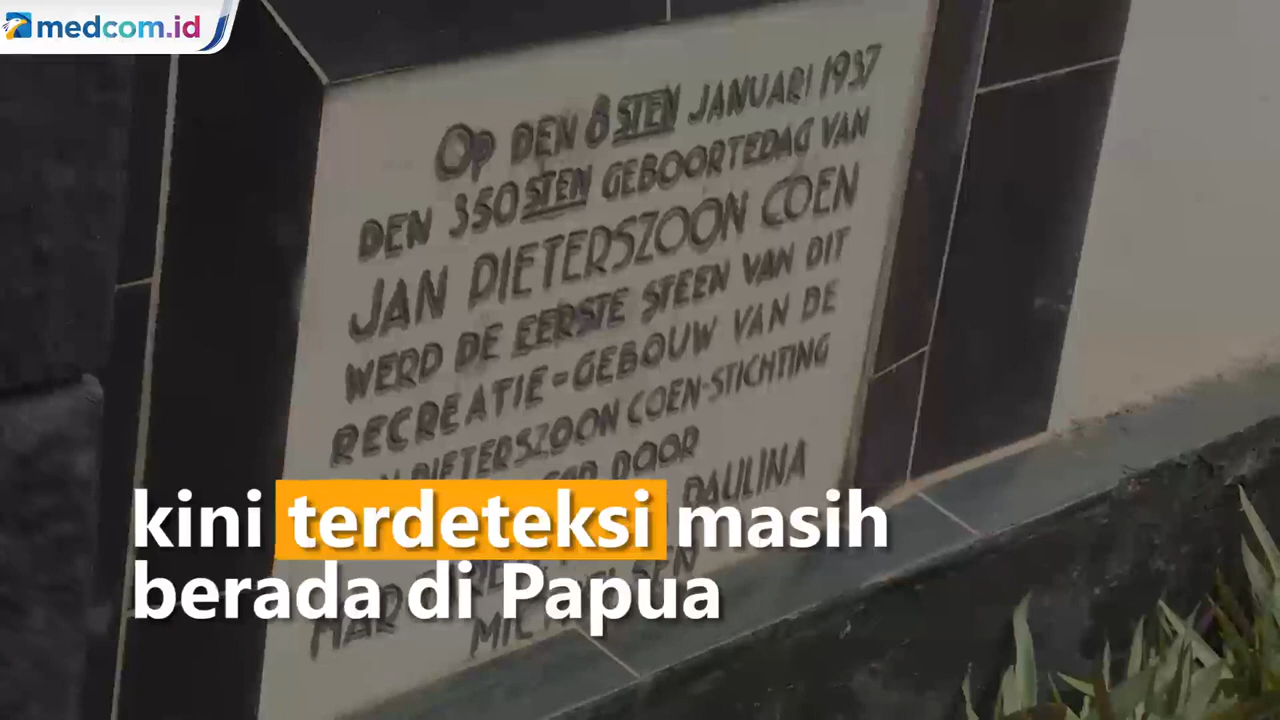 medcom.id
Op DEN 8STEN JANUARI 1937
DEN 350STEN GEBOORTEDAG VAN
JAN PIETERSZOON COEN
WERD DE EERSTE STEEN VAN DIT
RECREATIE-GEBOUW VAN DE
PIETERSZOON COEN-STICHTING
DOOR
PAULINA
kini terdeteksi masih
berada di Papua